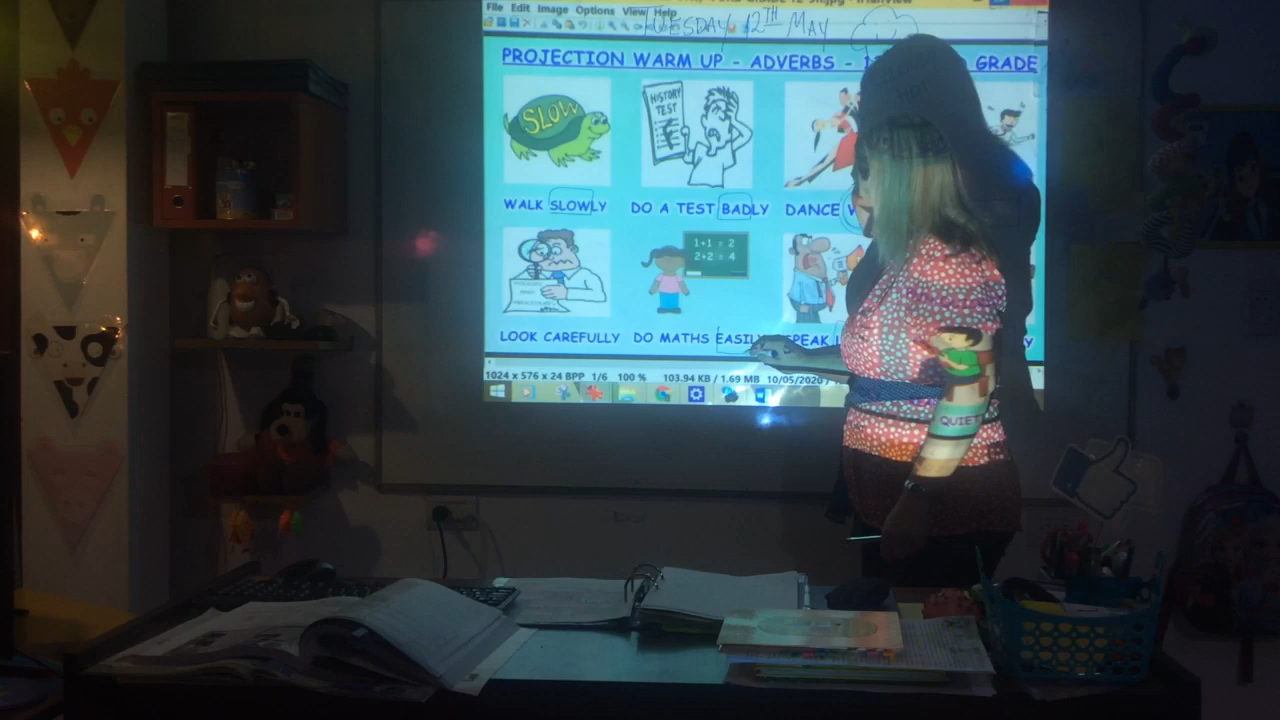 File Edit Image Options View Help
TUESDAY 12TH MAY
PROJECTION WARM UP - ADVERBS - GRADE
SLOW
HISTORY
TEST
WALK SLOWLY DO A TEST BADLY DANCE
1+1 = 2
2+2 = 4
LOOK CAREFULLY DO MATHS EASILY SPEAK
QUIET
1024 x 576 x 24 BPP 1/6 100 % 103.94 KB / 1.69 MB 10/05/2020 /